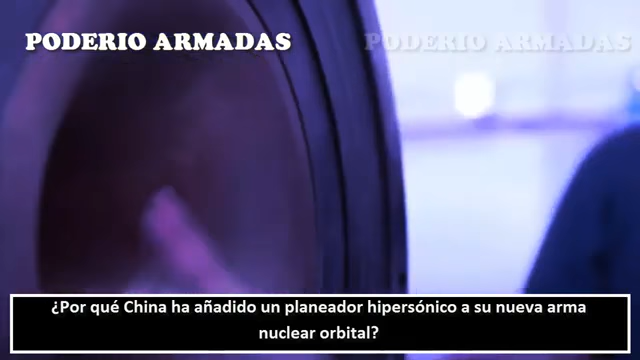 PODERIO ARMADAS PODERIO ARMADAS
¿Por qué China ha añadido un planeador hipersónico a su nueva arma
nuclear orbital?